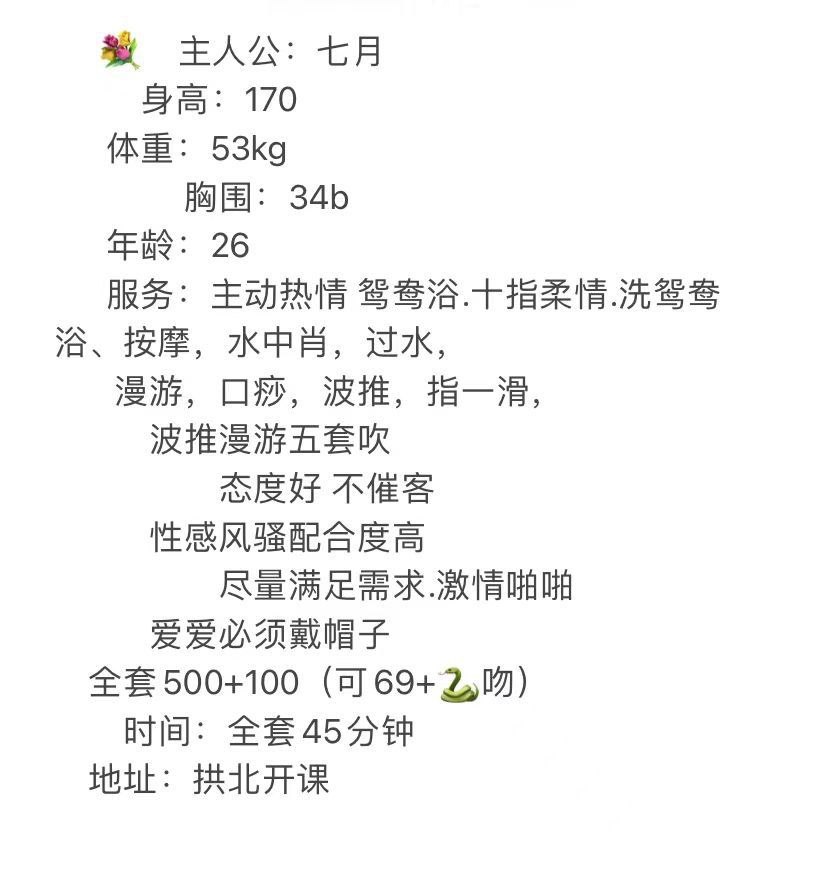 💐 主人公：七月
身高：170
体重：53kg
胸围：34b
年龄：26
服务：主动热情 鸳鸯浴.十指柔情.洗鸳鸯
浴、按摩，水中肖，过水，
漫游，口痧，波推，指一滑，
波推漫游五套吹
态度好 不催客
性感风骚配合度高
尽量满足需求.激情啪啪
爱爱必须戴帽子
全套500+100（可69+🐍吻）
时间：全套45分钟
地址：拱北开课